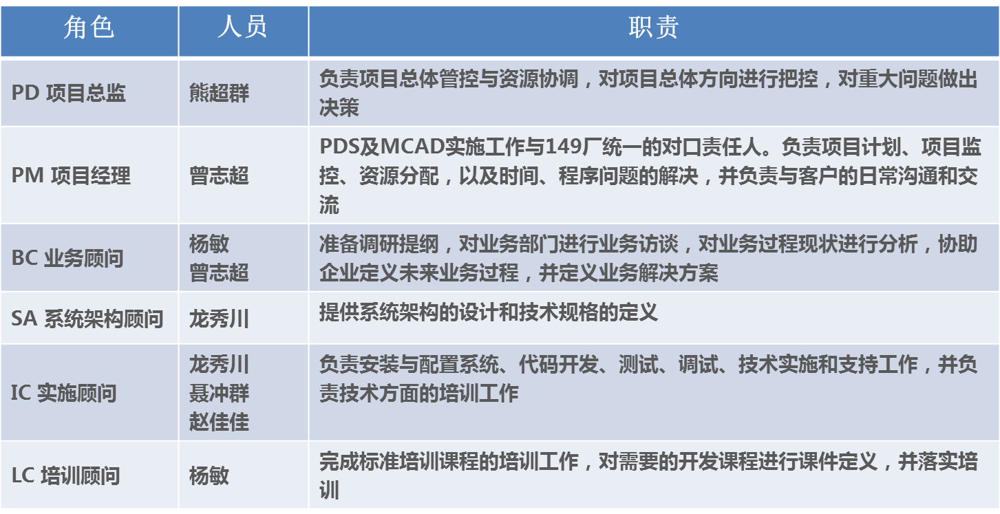 角色 人员 职责
PD 项目总监 熊超群 负责项目总体管控与资源协调，对项目总体方向进行把控，对重大问题做出
决策
PM 项目经理 曾志超 PDS及MCAD实施工作与149厂统一的对口责任人。负责项目计划、项目监
控、资源分配，以及时间、程序问题的解决，并负责与客户的日常沟通和交
流
BC 业务顾问 杨敏
曾志超
准备调研提纲，对业务部门进行业务访谈，对业务过程现状进行分析，协助
企业定义未来业务过程，并定义业务解决方案
SA 系统架构顾问 龙秀川 提供系统架构的设计和技术规格的定义
IC 实施顾问 龙秀川
聂冲群
赵佳佳
负责安装与配置系统、代码开发、测试、调试、技术实施和支持工作，并负
责技术方面的培训工作
LC 培训顾问 杨敏 完成标准培训课程的培训工作，对需要的开发课程进行课件定义，并落实培
训